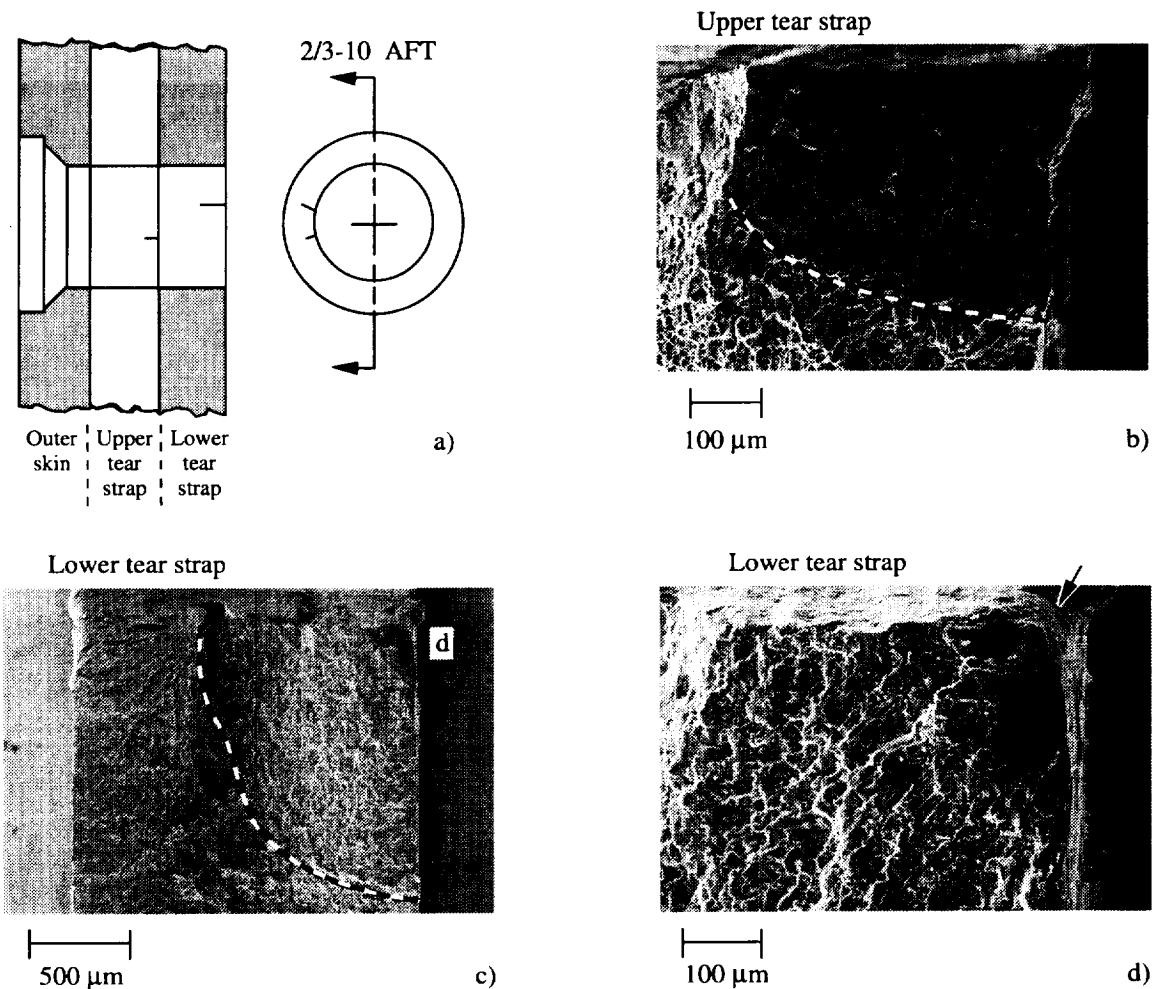 2/3-10 AFT
Outer skin
Upper tear strap
Lower tear strap
a)
Upper tear strap
100 μm
b)
Lower tear strap
d
500 μm
c)
Lower tear strap
100 μm
d)